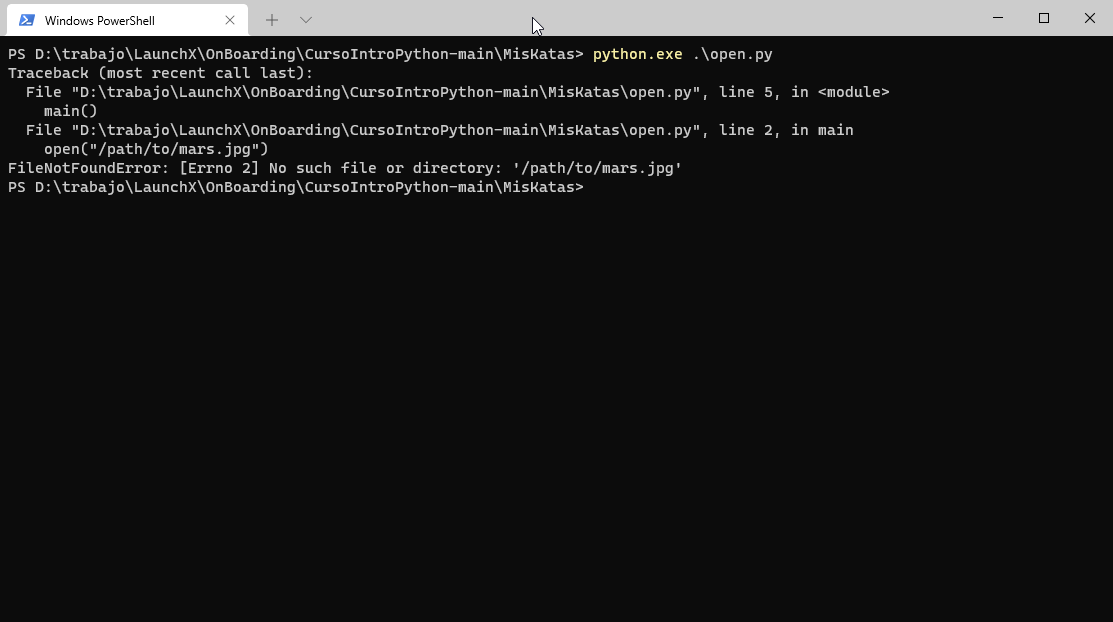 Windows PowerShell
PS D:\trabajo\LaunchX\OnBoarding\CursoIntroPython-main\MisKatas> python.exe .\open.py
Traceback (most recent call last):
  File "D:\trabajo\LaunchX\OnBoarding\CursoIntroPython-main\MisKatas\open.py", line 5, in <module>
    main()
  File "D:\trabajo\LaunchX\OnBoarding\CursoIntroPython-main\MisKatas\open.py", line 2, in main
    open("/path/to/mars.jpg")
FileNotFoundError: [Errno 2] No such file or directory: '/path/to/mars.jpg'
PS D:\trabajo\LaunchX\OnBoarding\CursoIntroPython-main\MisKatas>